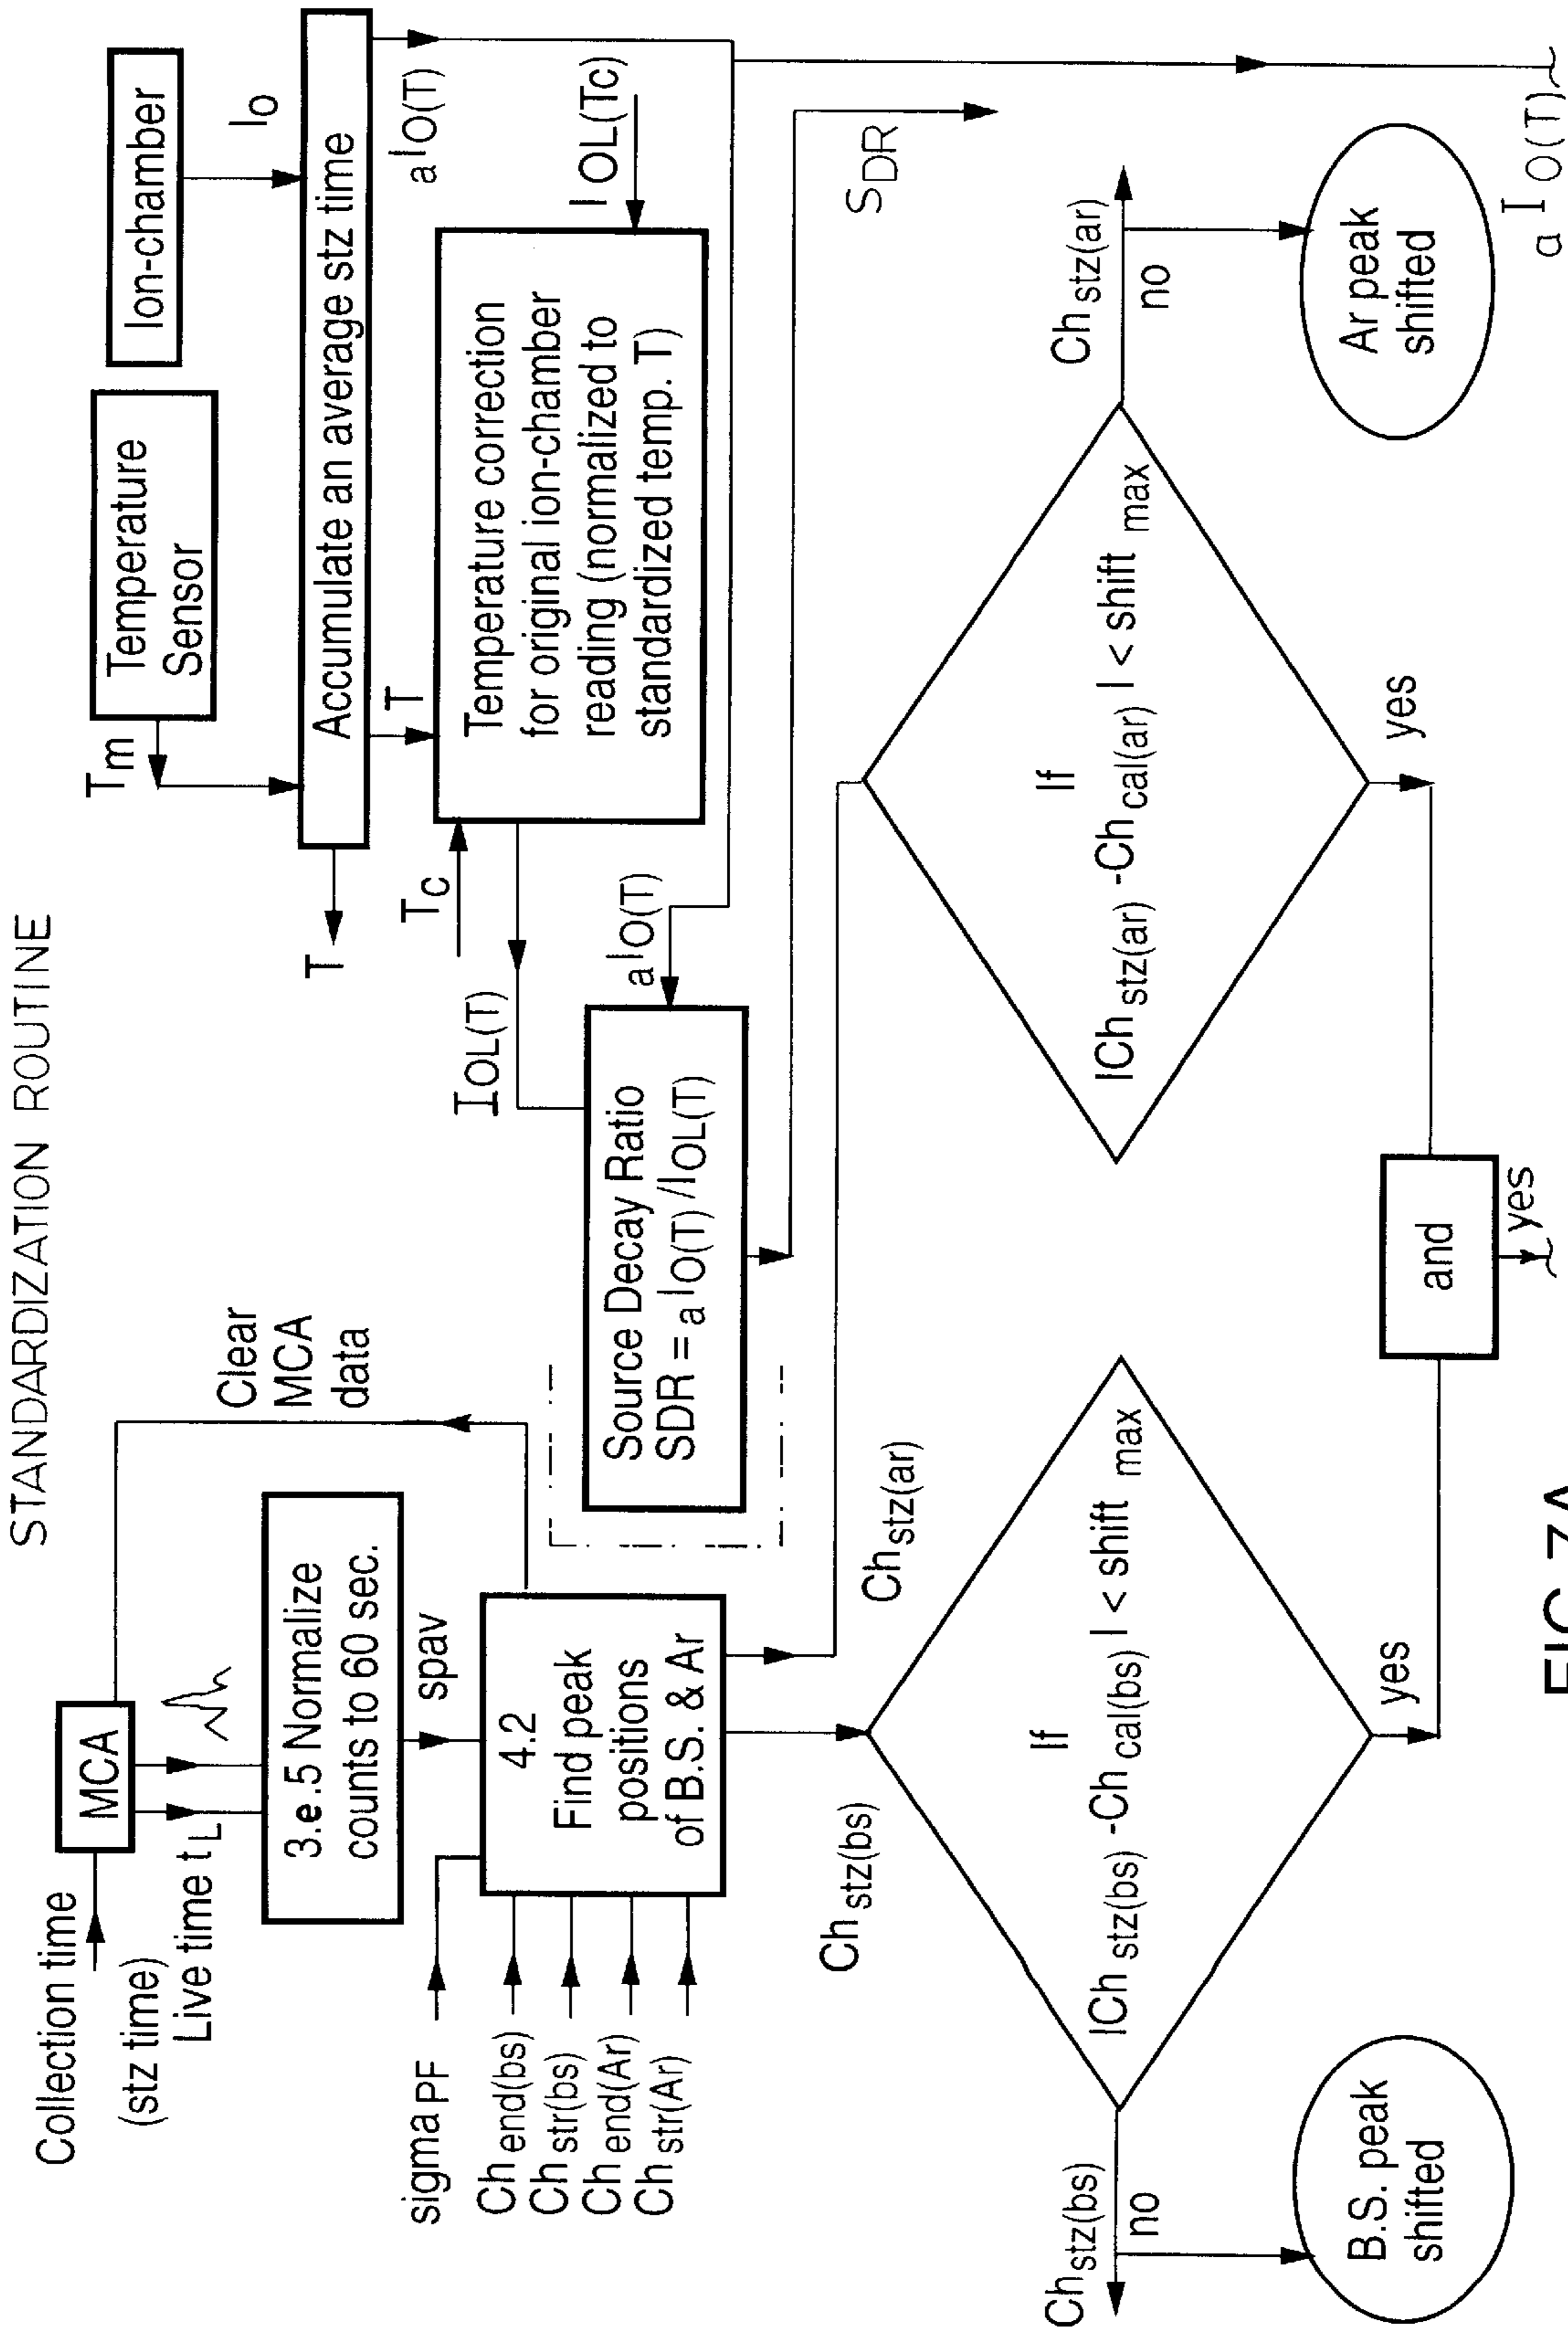 STANDARDIZATION ROUTINE
Collection time
(stz time)
Live time tL
MCA
Clear
MCA
data
3.e.5 Normalize
counts to 60 sec.
spav
sigma PF
Ch end(bs)
Ch str(bs)
Ch end(Ar)
Ch str(Ar)
4.2
Find peak
positions
of B.S. & Ar
Temperature
Sensor
Tm
Ion-chamber
Io
Accumulate an average stz time
T
T
aIO(T)
Tc
Temperature correction
for original ion-chamber
reading (normalized to
standardized temp. T)
I OL(Tc)
IOL(T)
aIO(T)
Source Decay Ratio
SDR = aIO(T) /IOL(T)
SDR
Ch stz(bs)
Ch stz(ar)
If
ICh stz(bs) -Ch cal(bs) I < shift max
Ch stz(bs)
no
B.S. peak
shifted
yes
If
ICh stz(ar) -Ch cal(ar) I < shift max
Ch stz(ar)
no
Ar peak
shifted
yes
and
yes
a I O(T)